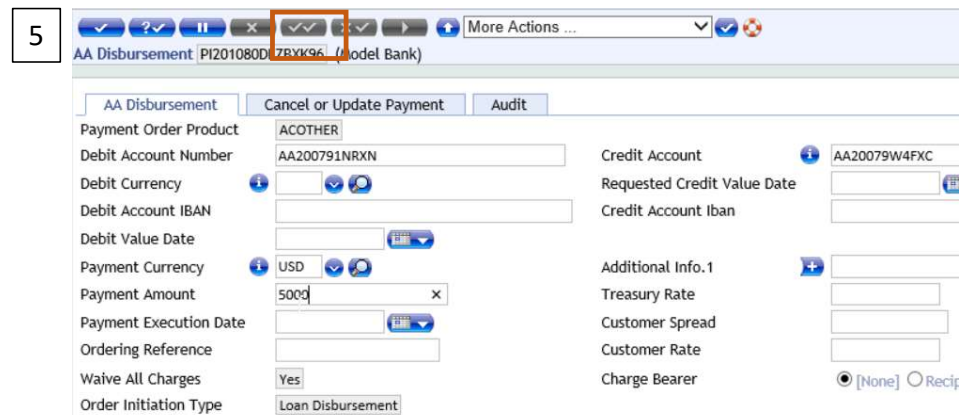 5
More Actions ...
AA Disbursement PI201080D ZBXK96 (Model Bank)
AA Disbursement Cancel or Update Payment Audit
Payment Order Product ACOTHER
Debit Account Number AA200791NRXN Credit Account AA20079W4FXC
Debit Currency Requested Credit Value Date
Debit Account IBAN Credit Account Iban
Debit Value Date
Payment Currency USD Additional Info.1
Payment Amount 5000 Treasury Rate
Payment Execution Date Customer Spread
Ordering Reference Customer Rate
Waive All Charges Yes Charge Bearer [None] Recip
Order Initiation Type Loan Disbursement